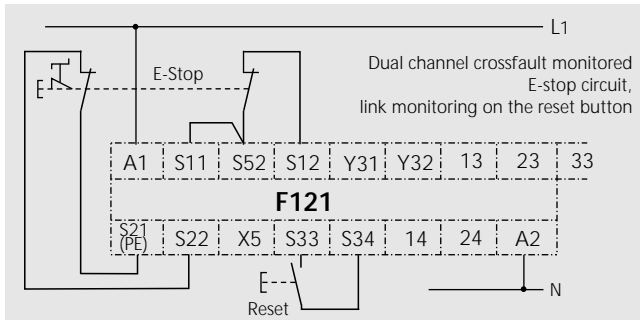 L1
E-Stop
Dual channel crossfault monitored
E-stop circuit,
link monitoring on the reset button
A1 S11 S52 S12 Y31 Y32 13 23 33
F121
S21 (PE) S22 X5 S33 S34 14 24 A2
Reset
N